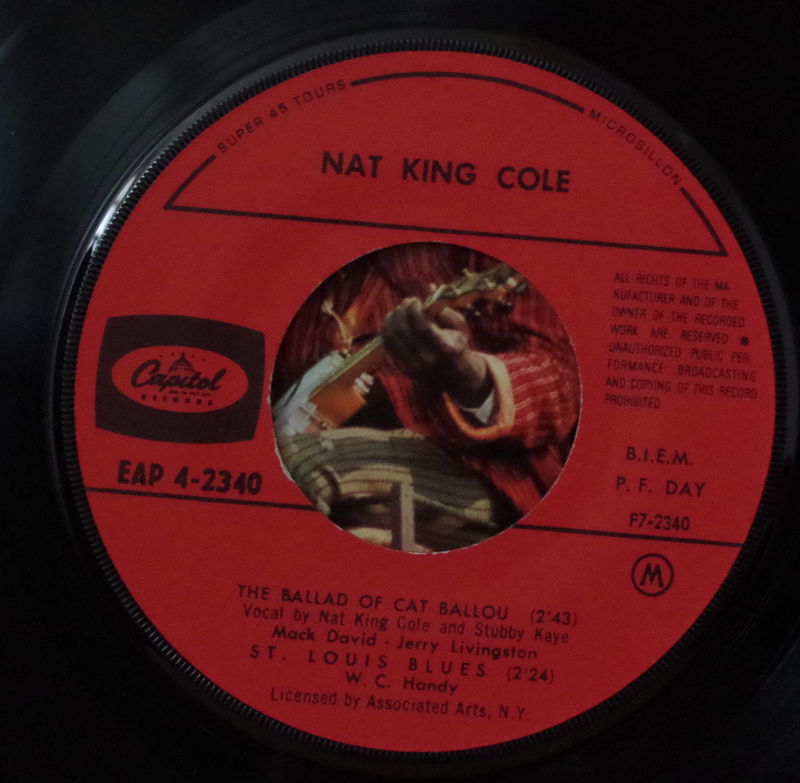 SUPER 45 TOURS
MICROSILLON
NAT KING COLE
ALL RIGHTS OF THE MA-
NUFACTURER AND OF THE
OWNER OF THE RECORDED
WORK ARE RESERVED •
UNAUTHORIZED PUBLIC PER-
FORMANCE BROADCASTING
AND COPYING OF THIS RECORD
PROHIBITED
Capitol
RECORDS
EAP 4-2340
B.I.E.M.
P. F. DAY
F7-2340
M
THE BALLAD OF CAT BALLOU (2'43)
Vocal by Nat King Cole and Stubby Kaye
Mack David - Jerry Livingston
ST. LOUIS BLUES (2'24)
W. C. Handy
Licensed by Associated Arts, N.Y.